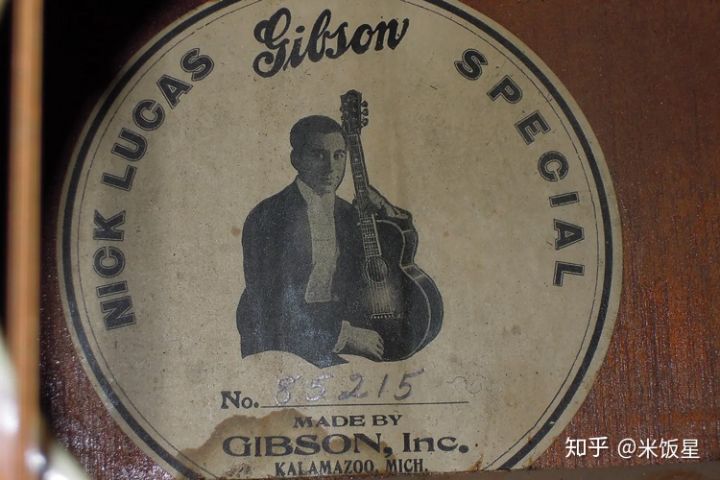 NICK LUCAS Gibson SPECIAL
No. 85215
MADE BY
GIBSON, Inc.
KALAMAZOO, MICH.
知乎 @米饭星